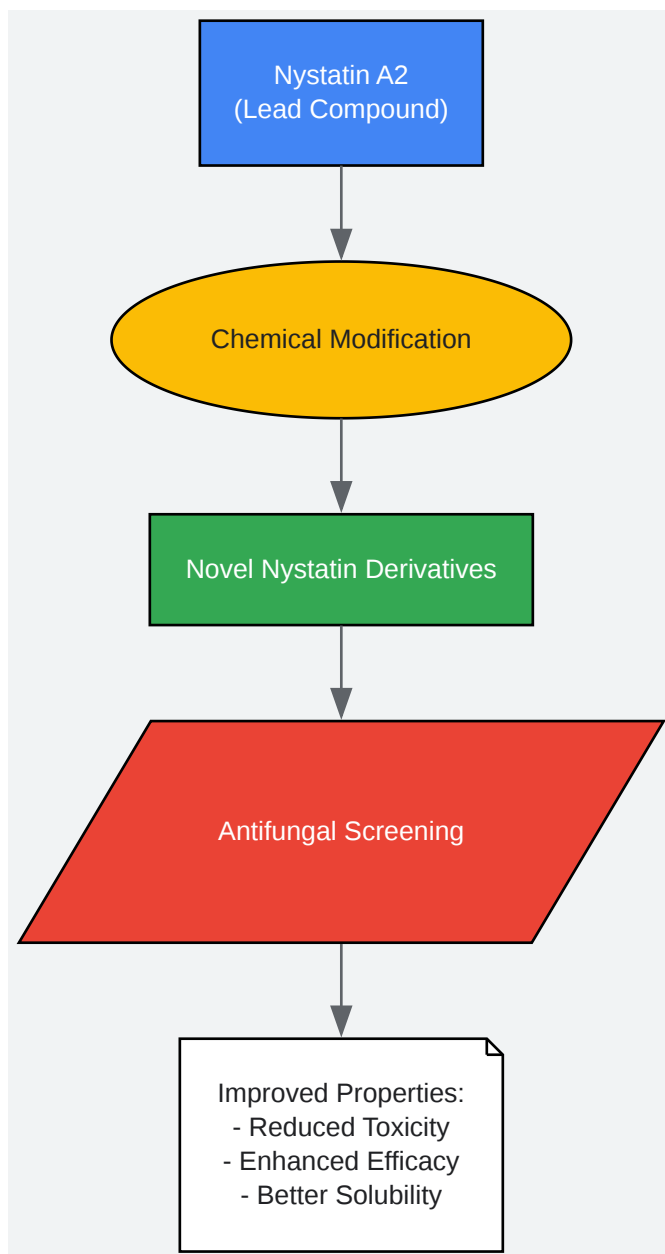 Nystatin A2
(Lead Compound)
Chemical Modification
Novel Nystatin Derivatives
Antifungal Screening
Improved Properties:
- Reduced Toxicity
- Enhanced Efficacy
- Better Solubility